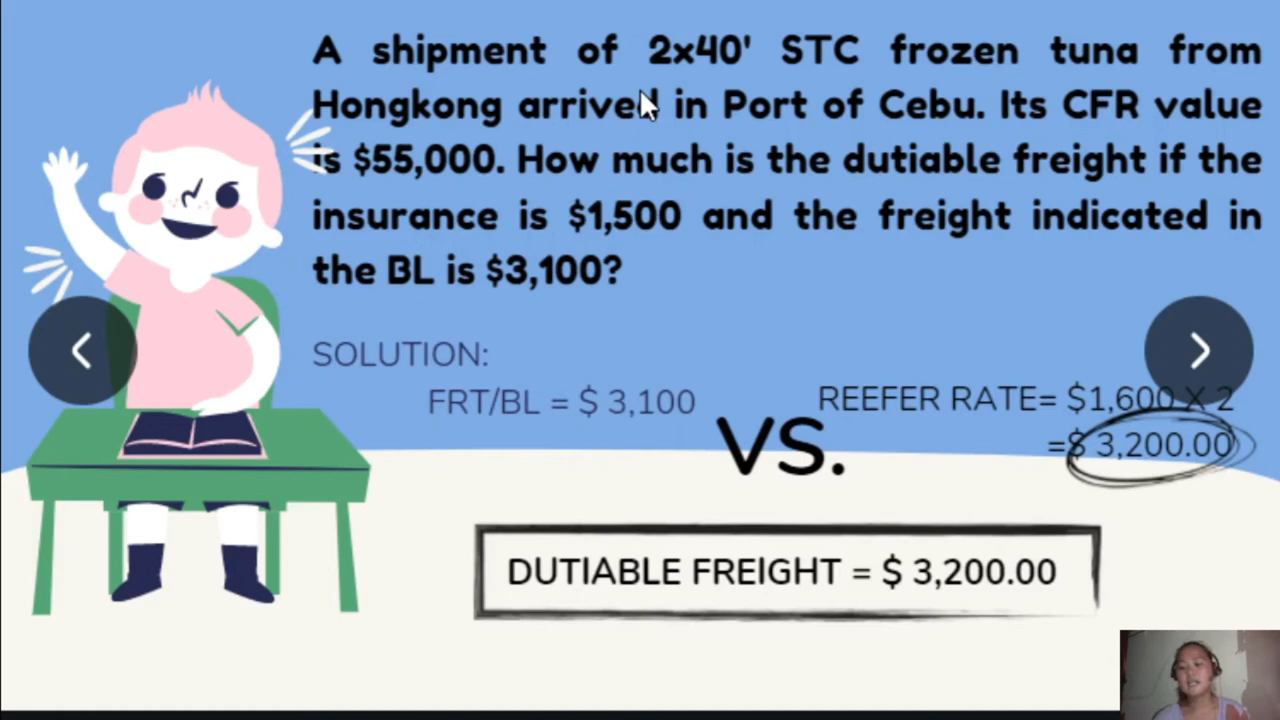 A shipment of 2x40' STC frozen tuna from
Hongkong arrived in Port of Cebu. Its CFR value
is $55,000. How much is the dutiable freight if the
insurance is $1,500 and the freight indicated in
the BL is $3,100?
SOLUTION:
FRT/BL = $ 3,100
VS.
REEFER RATE= $1,600 X 2
=$ 3,200.00
DUTIABLE FREIGHT = $ 3,200.00